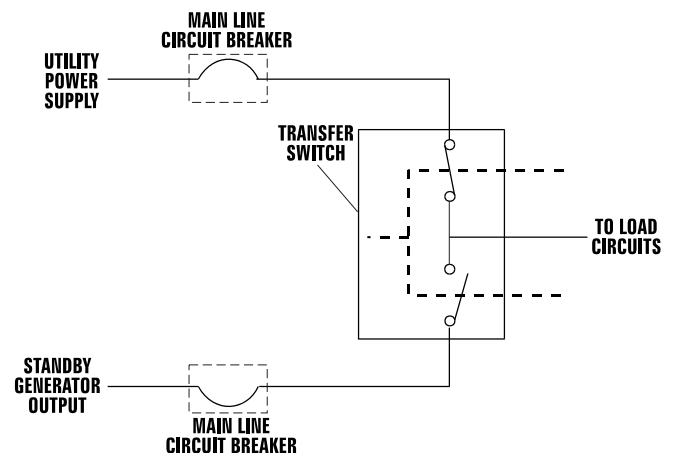 MAIN LINE
CIRCUIT BREAKER
UTILITY
POWER
SUPPLY
TRANSFER
SWITCH
TO LOAD
CIRCUITS
STANDBY
GENERATOR
OUTPUT
MAIN LINE
CIRCUIT BREAKER